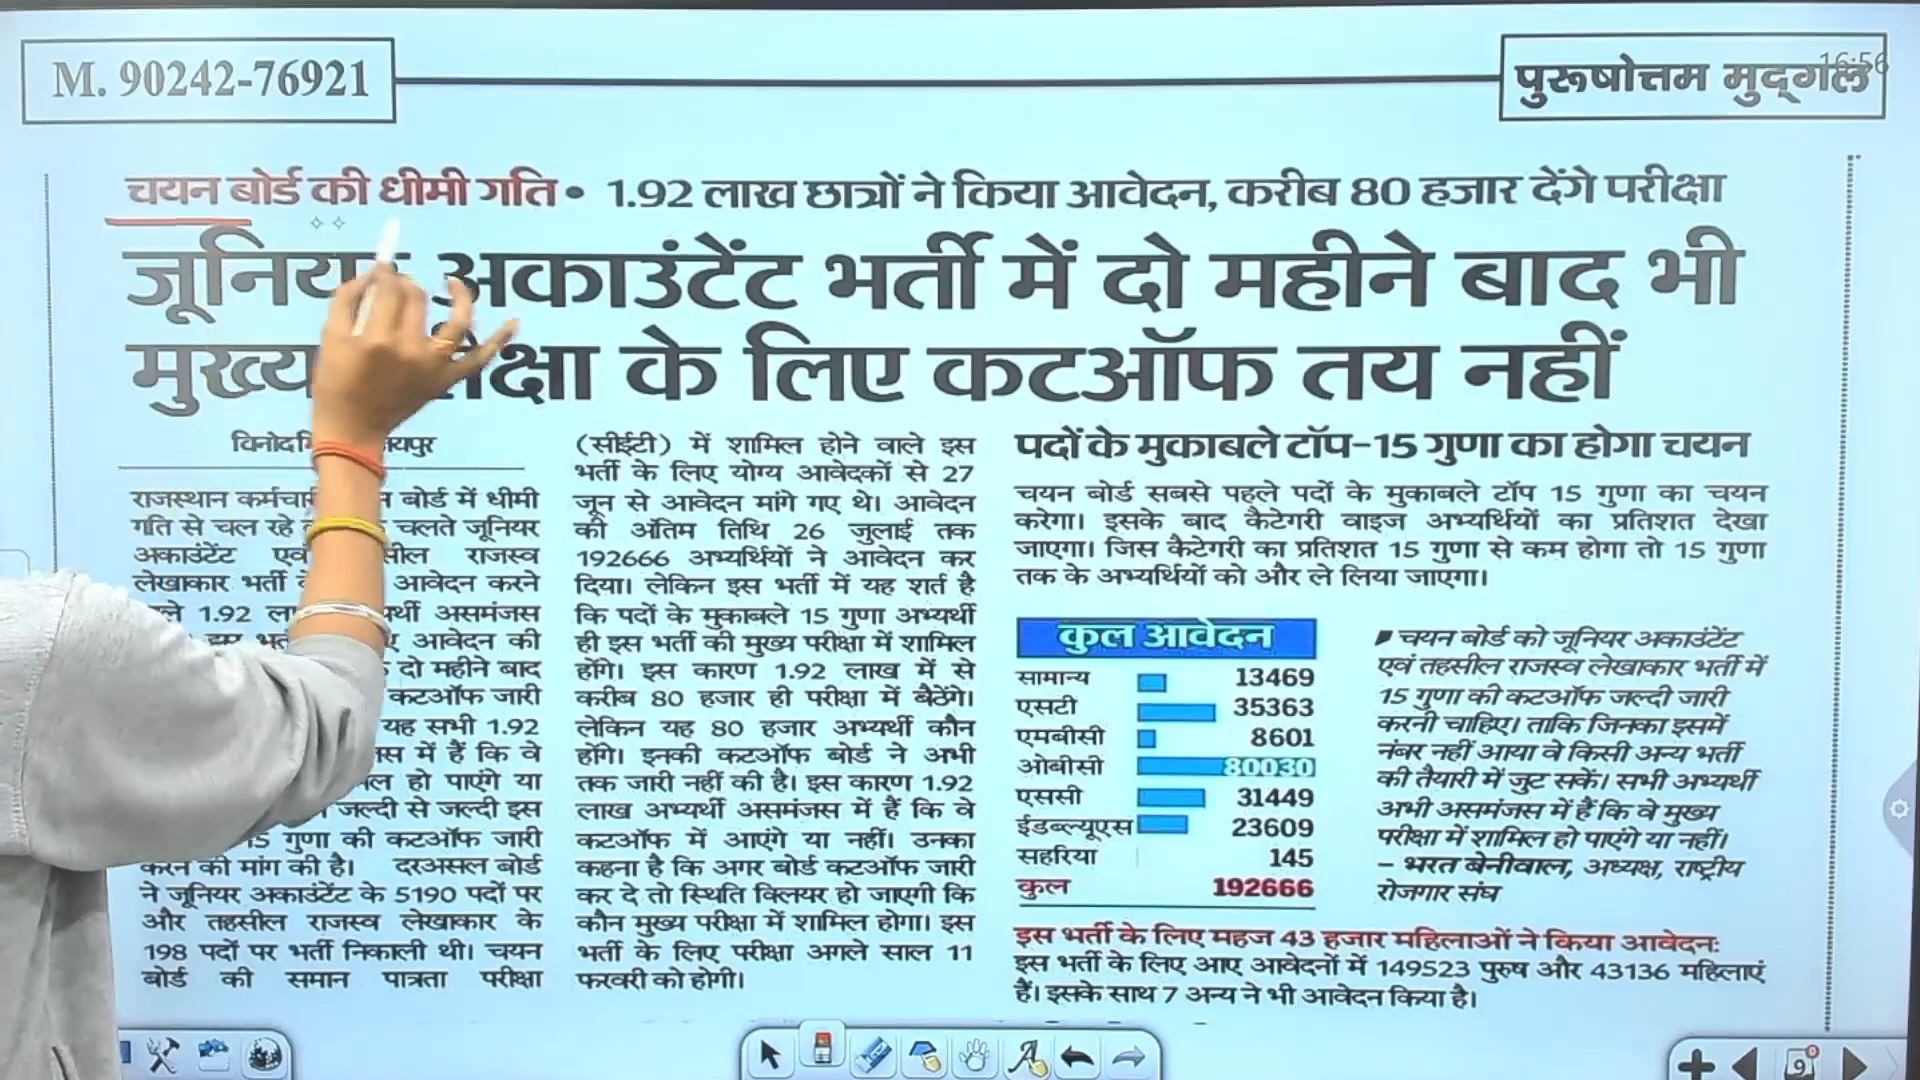 M. 90242-76921
पुरूषोत्तम मुद्गल
16:56
चयन बोर्ड की धीमी गति • 1.92 लाख छात्रों ने किया आवेदन, करीब 80 हजार देंगे परीक्षा
अकाउंटेंट भर्ती में दो महीने बाद भी
मुख्य के लिए कटऑफ तय नहीं
राजस्थान बोर्ड में धीमी
गति से चल रहे चलते जूनियर
अकाउंटेंट राजस्व
लेखाकार भर्ती आवेदन करने
1.92 असमंजस
आवेदन की
दो महीने बाद
कटऑफ जारी
यह सभी 1.92
में हैं कि वे
हो पाएंगे या
जल्दी से जल्दी इस
गुणा की कटऑफ जारी
करने की मांग की है। दरअसल बोर्ड
ने जूनियर अकाउंटेंट के 5190 पदों पर
और तहसील राजस्व लेखाकार के
198 पदों पर भर्ती निकाली थी। चयन
बोर्ड की समान पात्रता परीक्षा
(सीईटी) में शामिल होने वाले इस
भर्ती के लिए योग्य आवेदकों से 27
जून से आवेदन मांगे गए थे। आवेदन
की अंतिम तिथि 26 जुलाई तक
192666 अभ्यर्थियों ने आवेदन कर
दिया। लेकिन इस भर्ती में यह शर्त है
कि पदों के मुकाबले 15 गुणा अभ्यर्थी
ही इस भर्ती की मुख्य परीक्षा में शामिल
होंगे। इस कारण 1.92 लाख में से
करीब 80 हजार ही परीक्षा में बैठेंगे।
लेकिन यह 80 हजार अभ्यर्थी कौन
होंगे। इनकी कटऑफ बोर्ड ने अभी
तक जारी नहीं की है। इस कारण 1.92
लाख अभ्यर्थी असमंजस में हैं कि वे
कटऑफ में आएंगे या नहीं। उनका
कहना है कि अगर बोर्ड कटऑफ जारी
कर दे तो स्थिति क्लियर हो जाएगी कि
कौन मुख्य परीक्षा में शामिल होगा। इस
भर्ती के लिए परीक्षा अगले साल 11
फरवरी को होगी।
पदों के मुकाबले टॉप-15 गुणा का होगा चयन
चयन बोर्ड सबसे पहले पदों के मुकाबले टॉप 15 गुणा का चयन
करेगा। इसके बाद कैटेगरी वाइज अभ्यर्थियों का प्रतिशत देखा
जाएगा। जिस कैटेगरी का प्रतिशत 15 गुणा से कम होगा तो 15 गुणा
तक के अभ्यर्थियों को और ले लिया जाएगा।
कुल आवेदन
सामान्य 13469
एसटी 35363
एमबीसी 8601
ओबीसी 80030
एससी 31449
ईडब्ल्यूएस 23609
सहरिया 145
कुल 192666
चयन बोर्ड को जूनियर अकाउंटेंट
एवं तहसील राजस्व लेखाकार भर्ती में
15 गुणा की कटऑफ जल्दी जारी
करनी चाहिए। ताकि जिनका इसमें
नंबर नहीं आया वे किसी अन्य भर्ती
की तैयारी में जुट सकें। सभी अभ्यर्थी
अभी असमंजस में हैं कि वे मुख्य
परीक्षा में शामिल हो पाएंगे या नहीं।
– भरत बेनीवाल, अध्यक्ष, राष्ट्रीय
रोजगार संघ
इस भर्ती के लिए महज 43 हजार महिलाओं ने किया आवेदन:
इस भर्ती के लिए आए आवेदनों में 149523 पुरुष और 43136 महिलाएं
हैं। इसके साथ 7 अन्य ने भी आवेदन किया है।
9